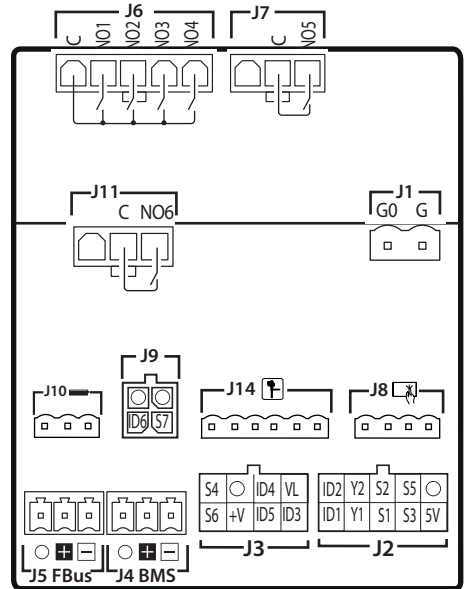 J6
J7
C NO1 NO2 NO3 NO4
C NO5
J11
J1
C NO6
G0 G
J9
J10
J14
J8
ID6 S7
S4 ID4 VL
ID2 Y2 S2 S5
S6 +V ID5 ID3
ID1 Y1 S1 S3 5V
J3
J2
+ −
+ −
J5 FBus
J4 BMS